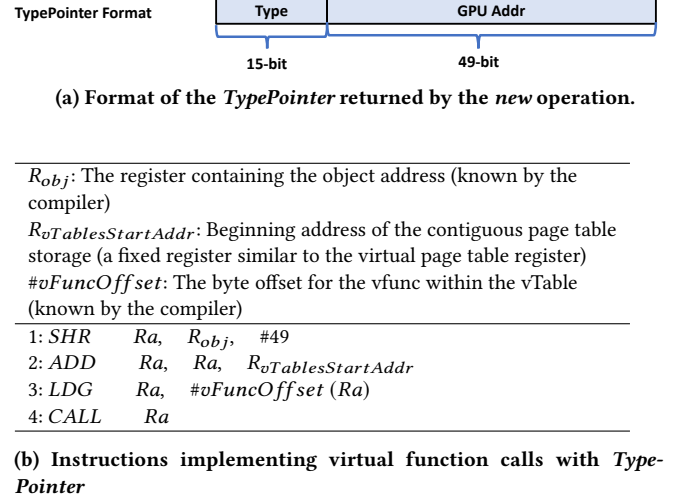 TypePointer Format Type GPU Addr
15-bit 49-bit
(a) Format of the TypePointer returned by the new operation.
R_obj: The register containing the object address (known by the
compiler)
R_vTablesStartAddr: Beginning address of the contiguous page table
storage (a fixed register similar to the virtual page table register)
#vFuncOffset: The byte offset for the vfunc within the vTable
(known by the compiler)
1: SHR Ra, R_obj, #49
2: ADD Ra, Ra, R_vTablesStartAddr
3: LDG Ra, #vFuncOffset (Ra)
4: CALL Ra
(b) Instructions implementing virtual function calls with Type-
Pointer